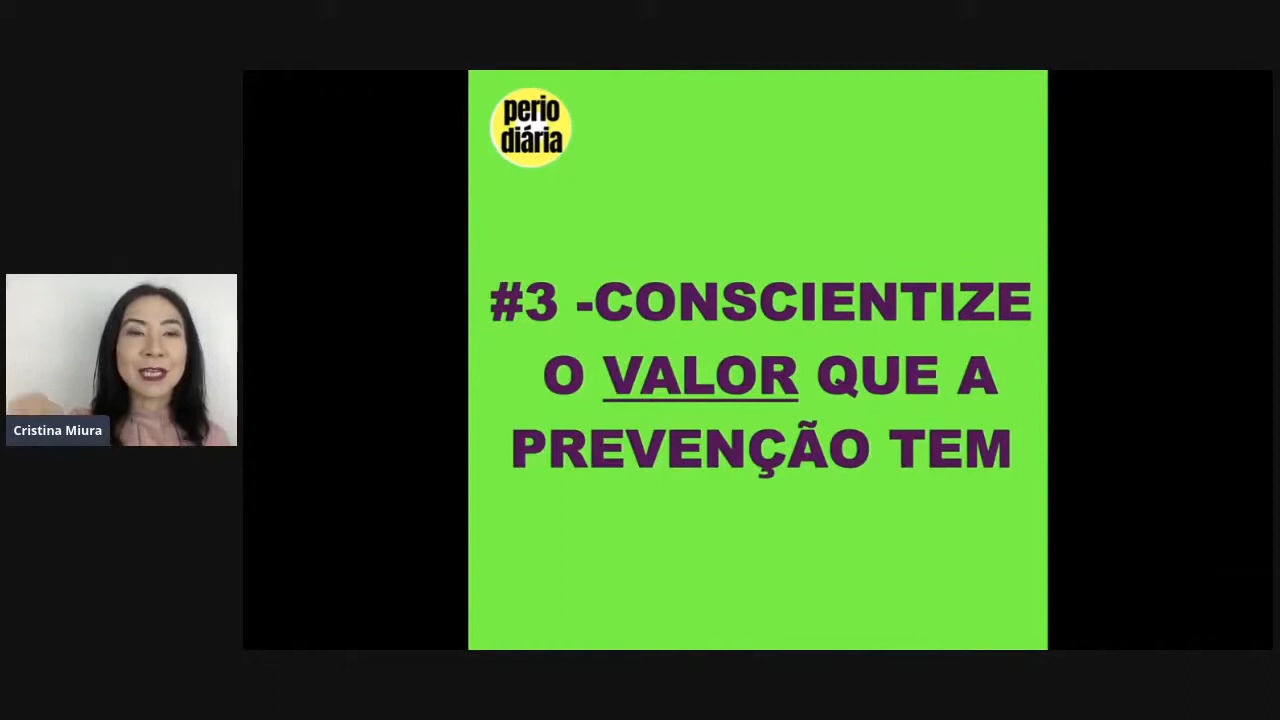 perio
diária
#3 -CONSCIENTIZE
O VALOR QUE A
PREVENÇÃO TEM
Cristina Miura